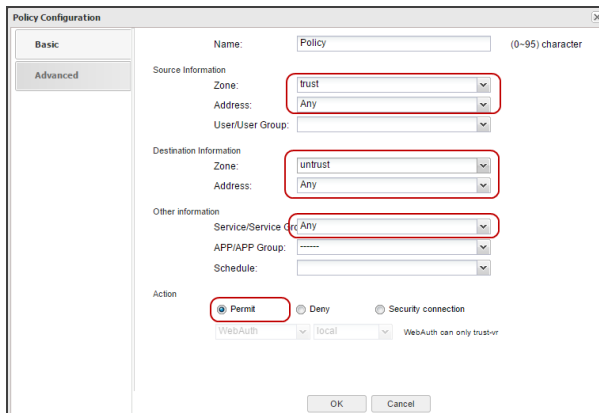 Policy Configuration
Basic
Advanced
Name: Policy (0~95) character
Source Information
Zone: trust
Address: Any
User/User Group:
Destination Information
Zone: untrust
Address: Any
Other information
Service/Service Gro Any
APP/APP Group: ------
Schedule:
Action
Permit Deny Security connection
WebAuth local WebAuth can only trust-vr
OK Cancel